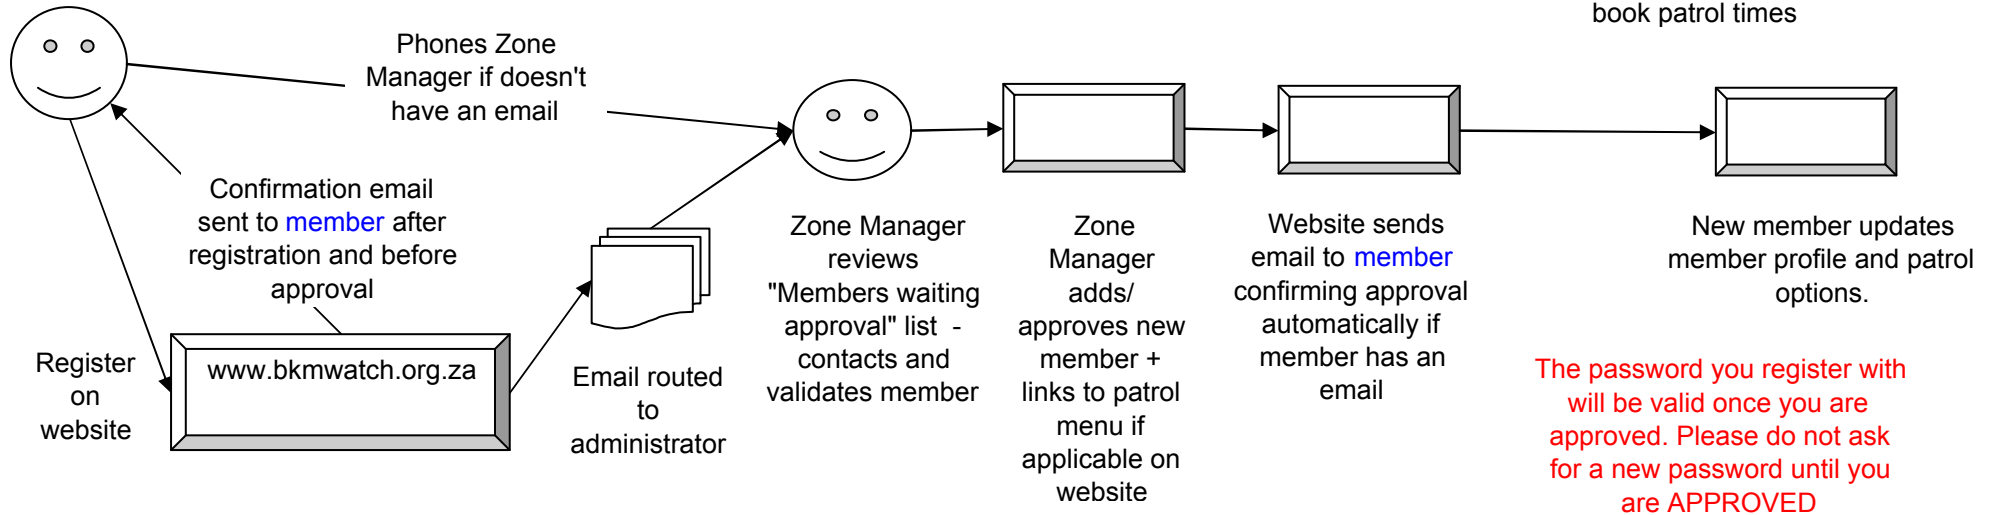 book patrol times
Phones Zone
Manager if doesn't
have an email
Confirmation email
sent to member after
registration and before
approval
Register
on
website
www.bkmwatch.org.za
Email routed
to
administrator
Zone Manager
reviews
"Members waiting
approval" list -
contacts and
validates member
Zone
Manager
adds/
approves new
member +
links to patrol
menu if
applicable on
website
Website sends
email to member
confirming approval
automatically if
member has an
email
New member updates
member profile and patrol
options.
The password you register with
will be valid once you are
approved. Please do not ask
for a new password until you
are APPROVED